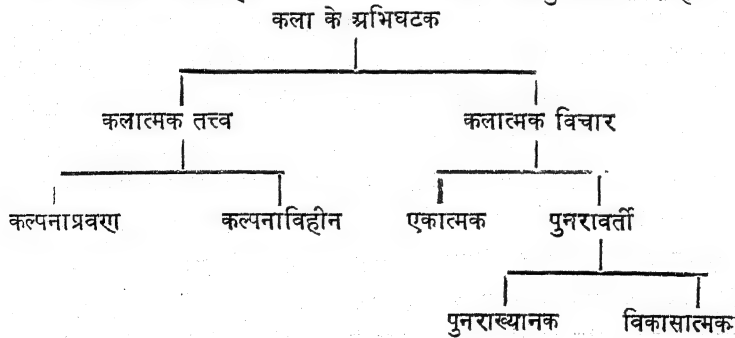 कला के अभिघटक
कलात्मक तत्त्व कलात्मक विचार
कल्पनाप्रवण कल्पनाविहीन एकात्मक पुनरावर्ती
पुनराख्यानक विकासात्मक